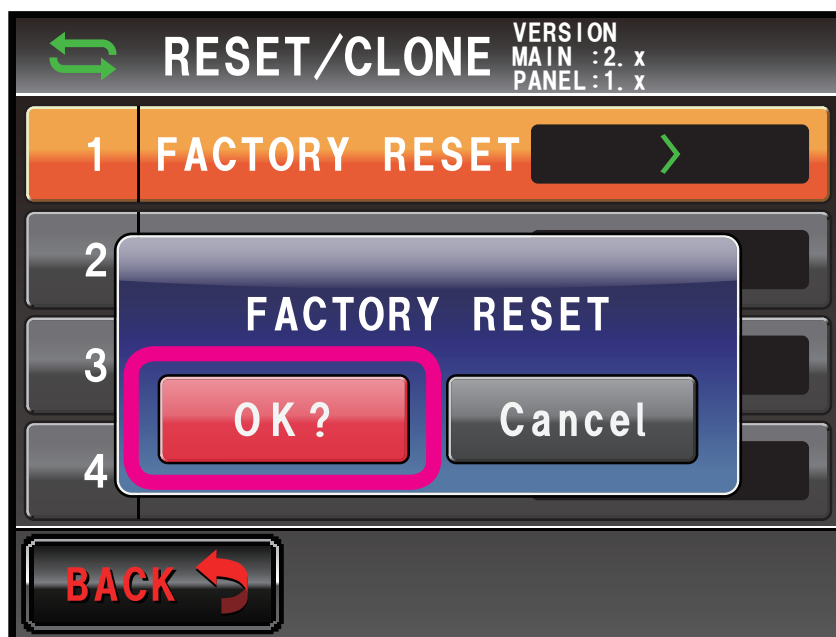 RESET/CLONE
VERSION
MAIN :2. x
PANEL:1. x
1 FACTORY RESET
2
FACTORY RESET
3
OK? Cancel
4
BACK